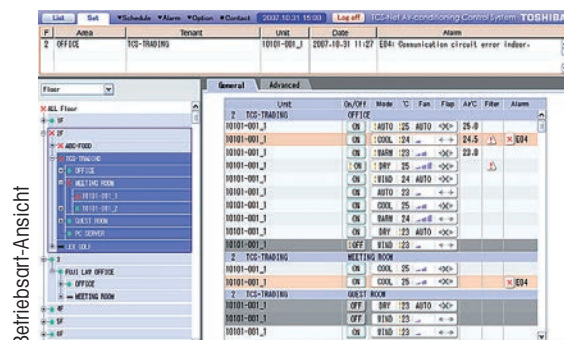 List Set ▼Schedule ▼Alarm ▼Option ▼Contact 2007.10.31 15:00 Log off TCS-Net Air-conditioning Control System TOSHIBA
F Area Tenant Unit Date Alarm
2 OFFICE TCS-TRADING 10101-001_1 2007-10-31 11:27 E04: Communication circuit error indoor.
Floor
General Advanced
ALL Floor
1F
2F
ABC-FOOD
TCS-TRADING
OFFICE
MEETING ROOM
10101-001_1
10101-001_2
GUEST ROOM
PC SERVER
LEE GOLF
3
FUJI LAW OFFICE
OFFICE
MEETING ROOM
4F
5F
6F
Unit On/Off Mode ℃ Fan Flap Air℃ Filter Alarm
2 TCS-TRADING OFFICE
10101-001_1 ON !AUTO !25 AUTO 25.0
10101-001_1 ON !COOL !24 24.5 E04
10101-001_1 ON !WARM !23 23.0
10101-001_1 !ON !DRY !25
10101-001_1 ON !WIND !24 AUTO
10101-001_1 ON AUTO !23
10101-001_1 ON COOL !25
10101-001_1 ON !WARM !24
10101-001_1 ON DRY !23 AUTO
10101-001_1 !OFF WIND !23
2 TCS-TRADING MEETING ROOM
10101-001_1 ON COOL !25
10101-001_1 ON COOL !25 E04
2 TCS-TRADING GUEST ROOM
10101-001_1 OFF WIND !23 AUTO
10101-001_1 OFF WIND !23
10101-001_1 ON WIND !23
Betriebsart-Ansicht